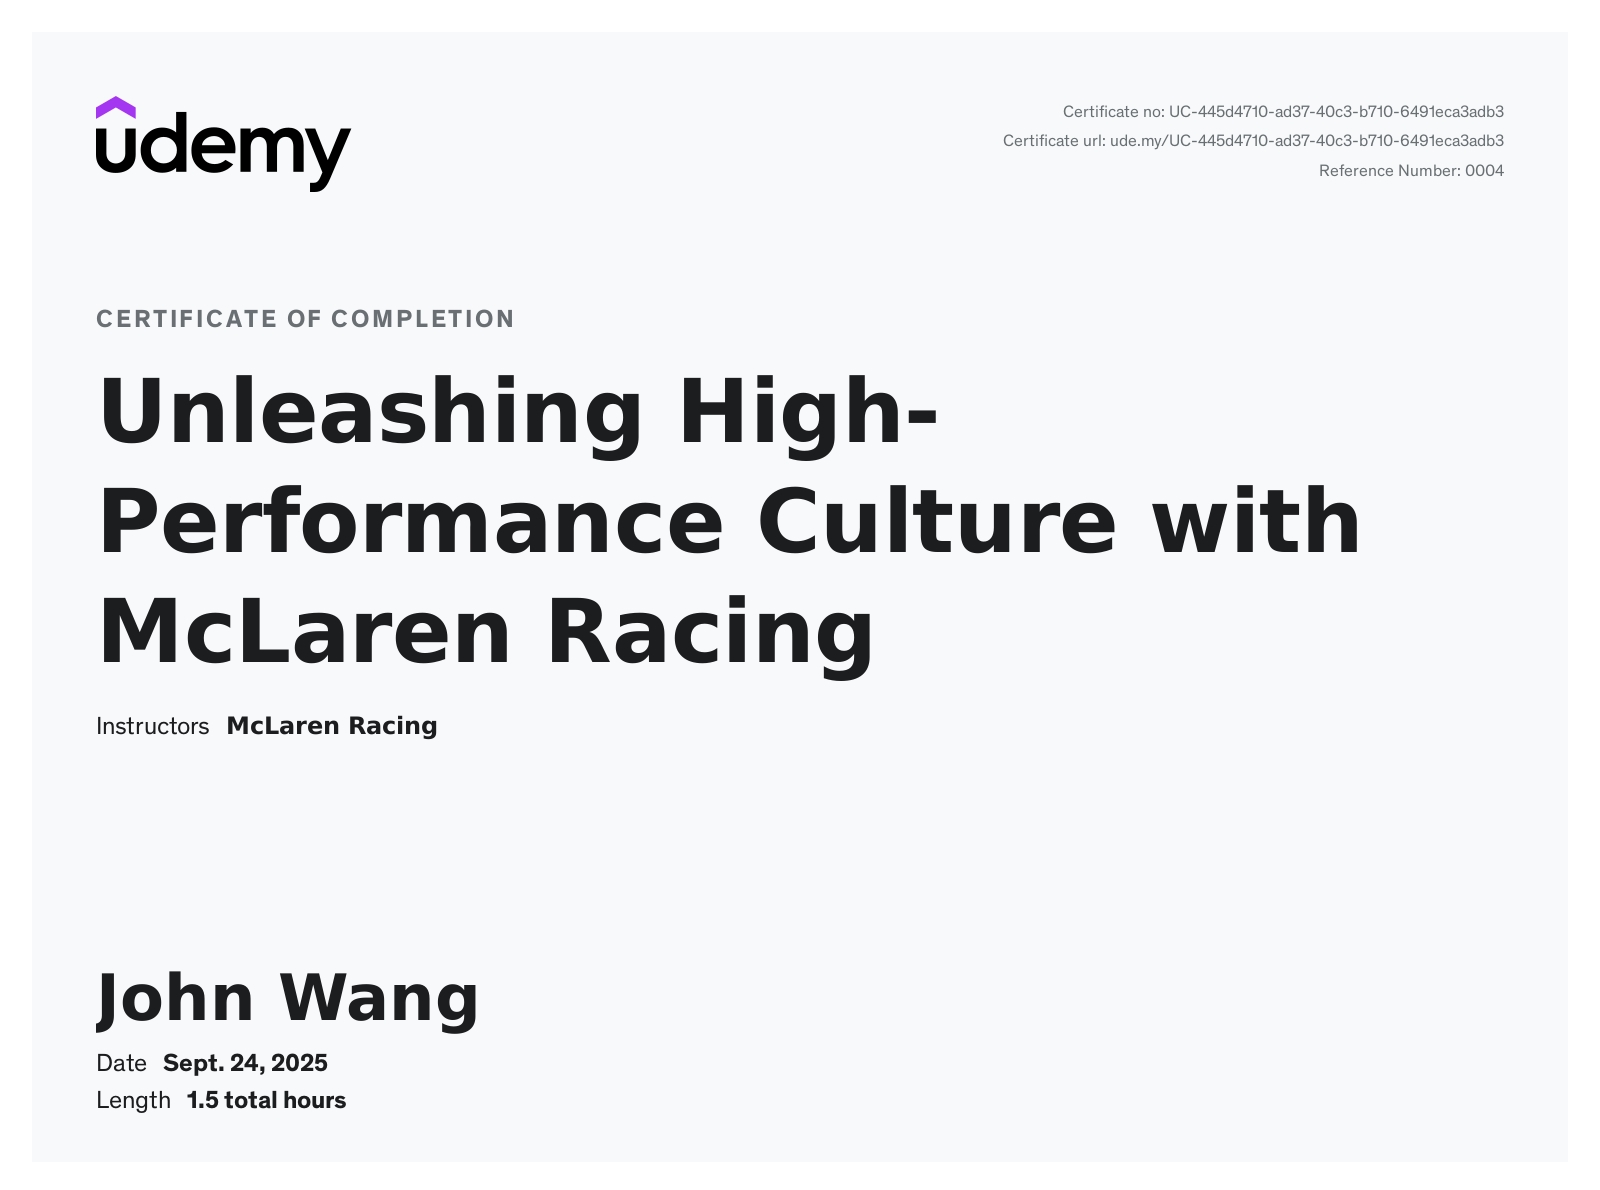 udemy
Certificate no: UC-445d4710-ad37-40c3-b710-6491eca3adb3
Certificate url: ude.my/UC-445d4710-ad37-40c3-b710-6491eca3adb3
Reference Number: 0004
CERTIFICATE OF COMPLETION
Unleashing High-
Performance Culture with
McLaren Racing
Instructors McLaren Racing
John Wang
Date Sept. 24, 2025
Length 1.5 total hours